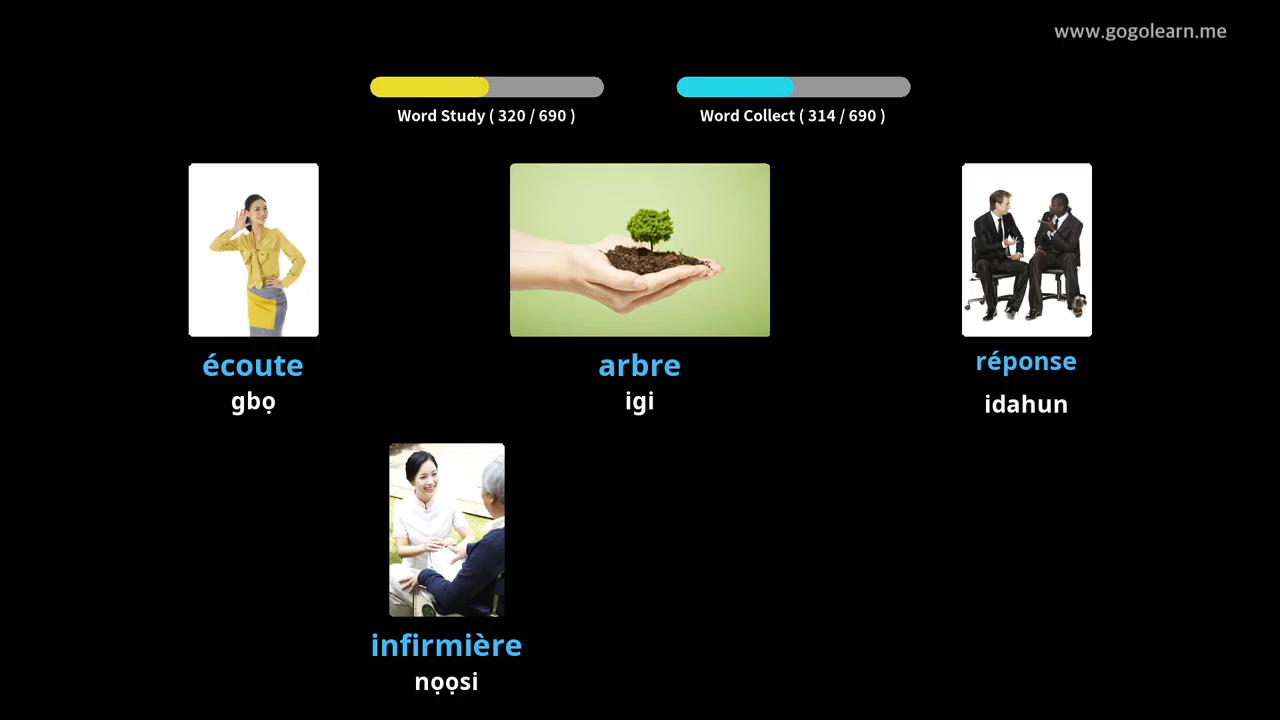 www.gogolearn.me
Word Study ( 320 / 690 )
Word Collect ( 314 / 690 )
écoute
gbọ
arbre
igi
réponse
idahun
infirmière
nọọsi